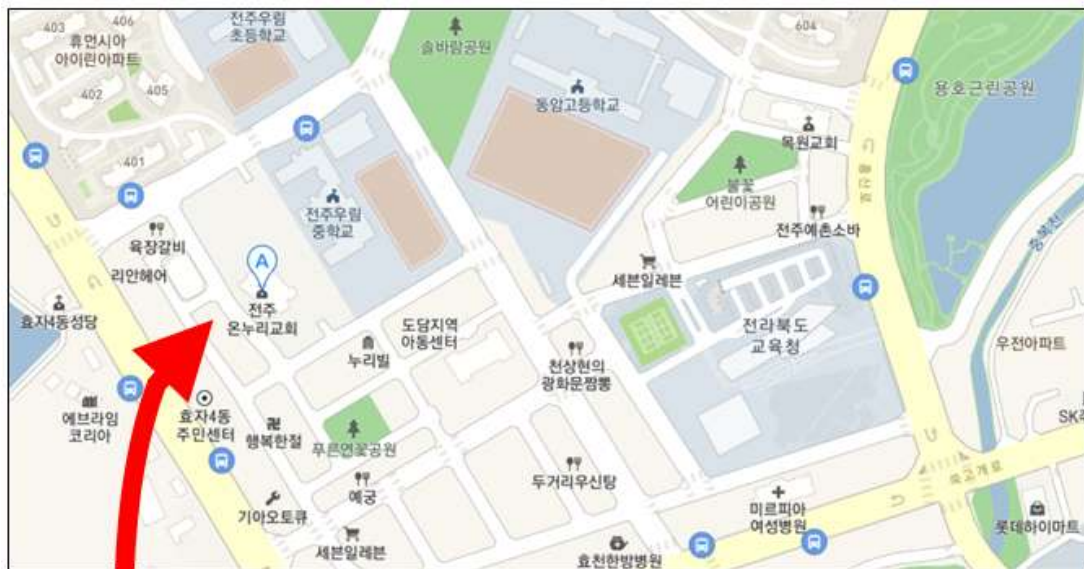 403
406
휴먼시아
아이린아파트
402
405
401
전주우림
초등학교
솔바람공원
604
용호근린공원
동암고등학교
목원교회
불꽃
어린이공원
홍산로
전주예촌소바
중복천
전주우림
중학교
육장갈비
리안헤어
A
전주
온누리교회
효자4동성당
세븐일레븐
전라북도
교육청
우전아파트
도담지역
아동센터
누리빌
천상현의
광화문짬뽕
에브라임
코리아
효자4동
주민센터
행복한절
푸른연꽃공원
예궁
두거리우신탕
기아오토큐
세븐일레븐
미르피아
여성병원
효천한방병원
롯데하이마트